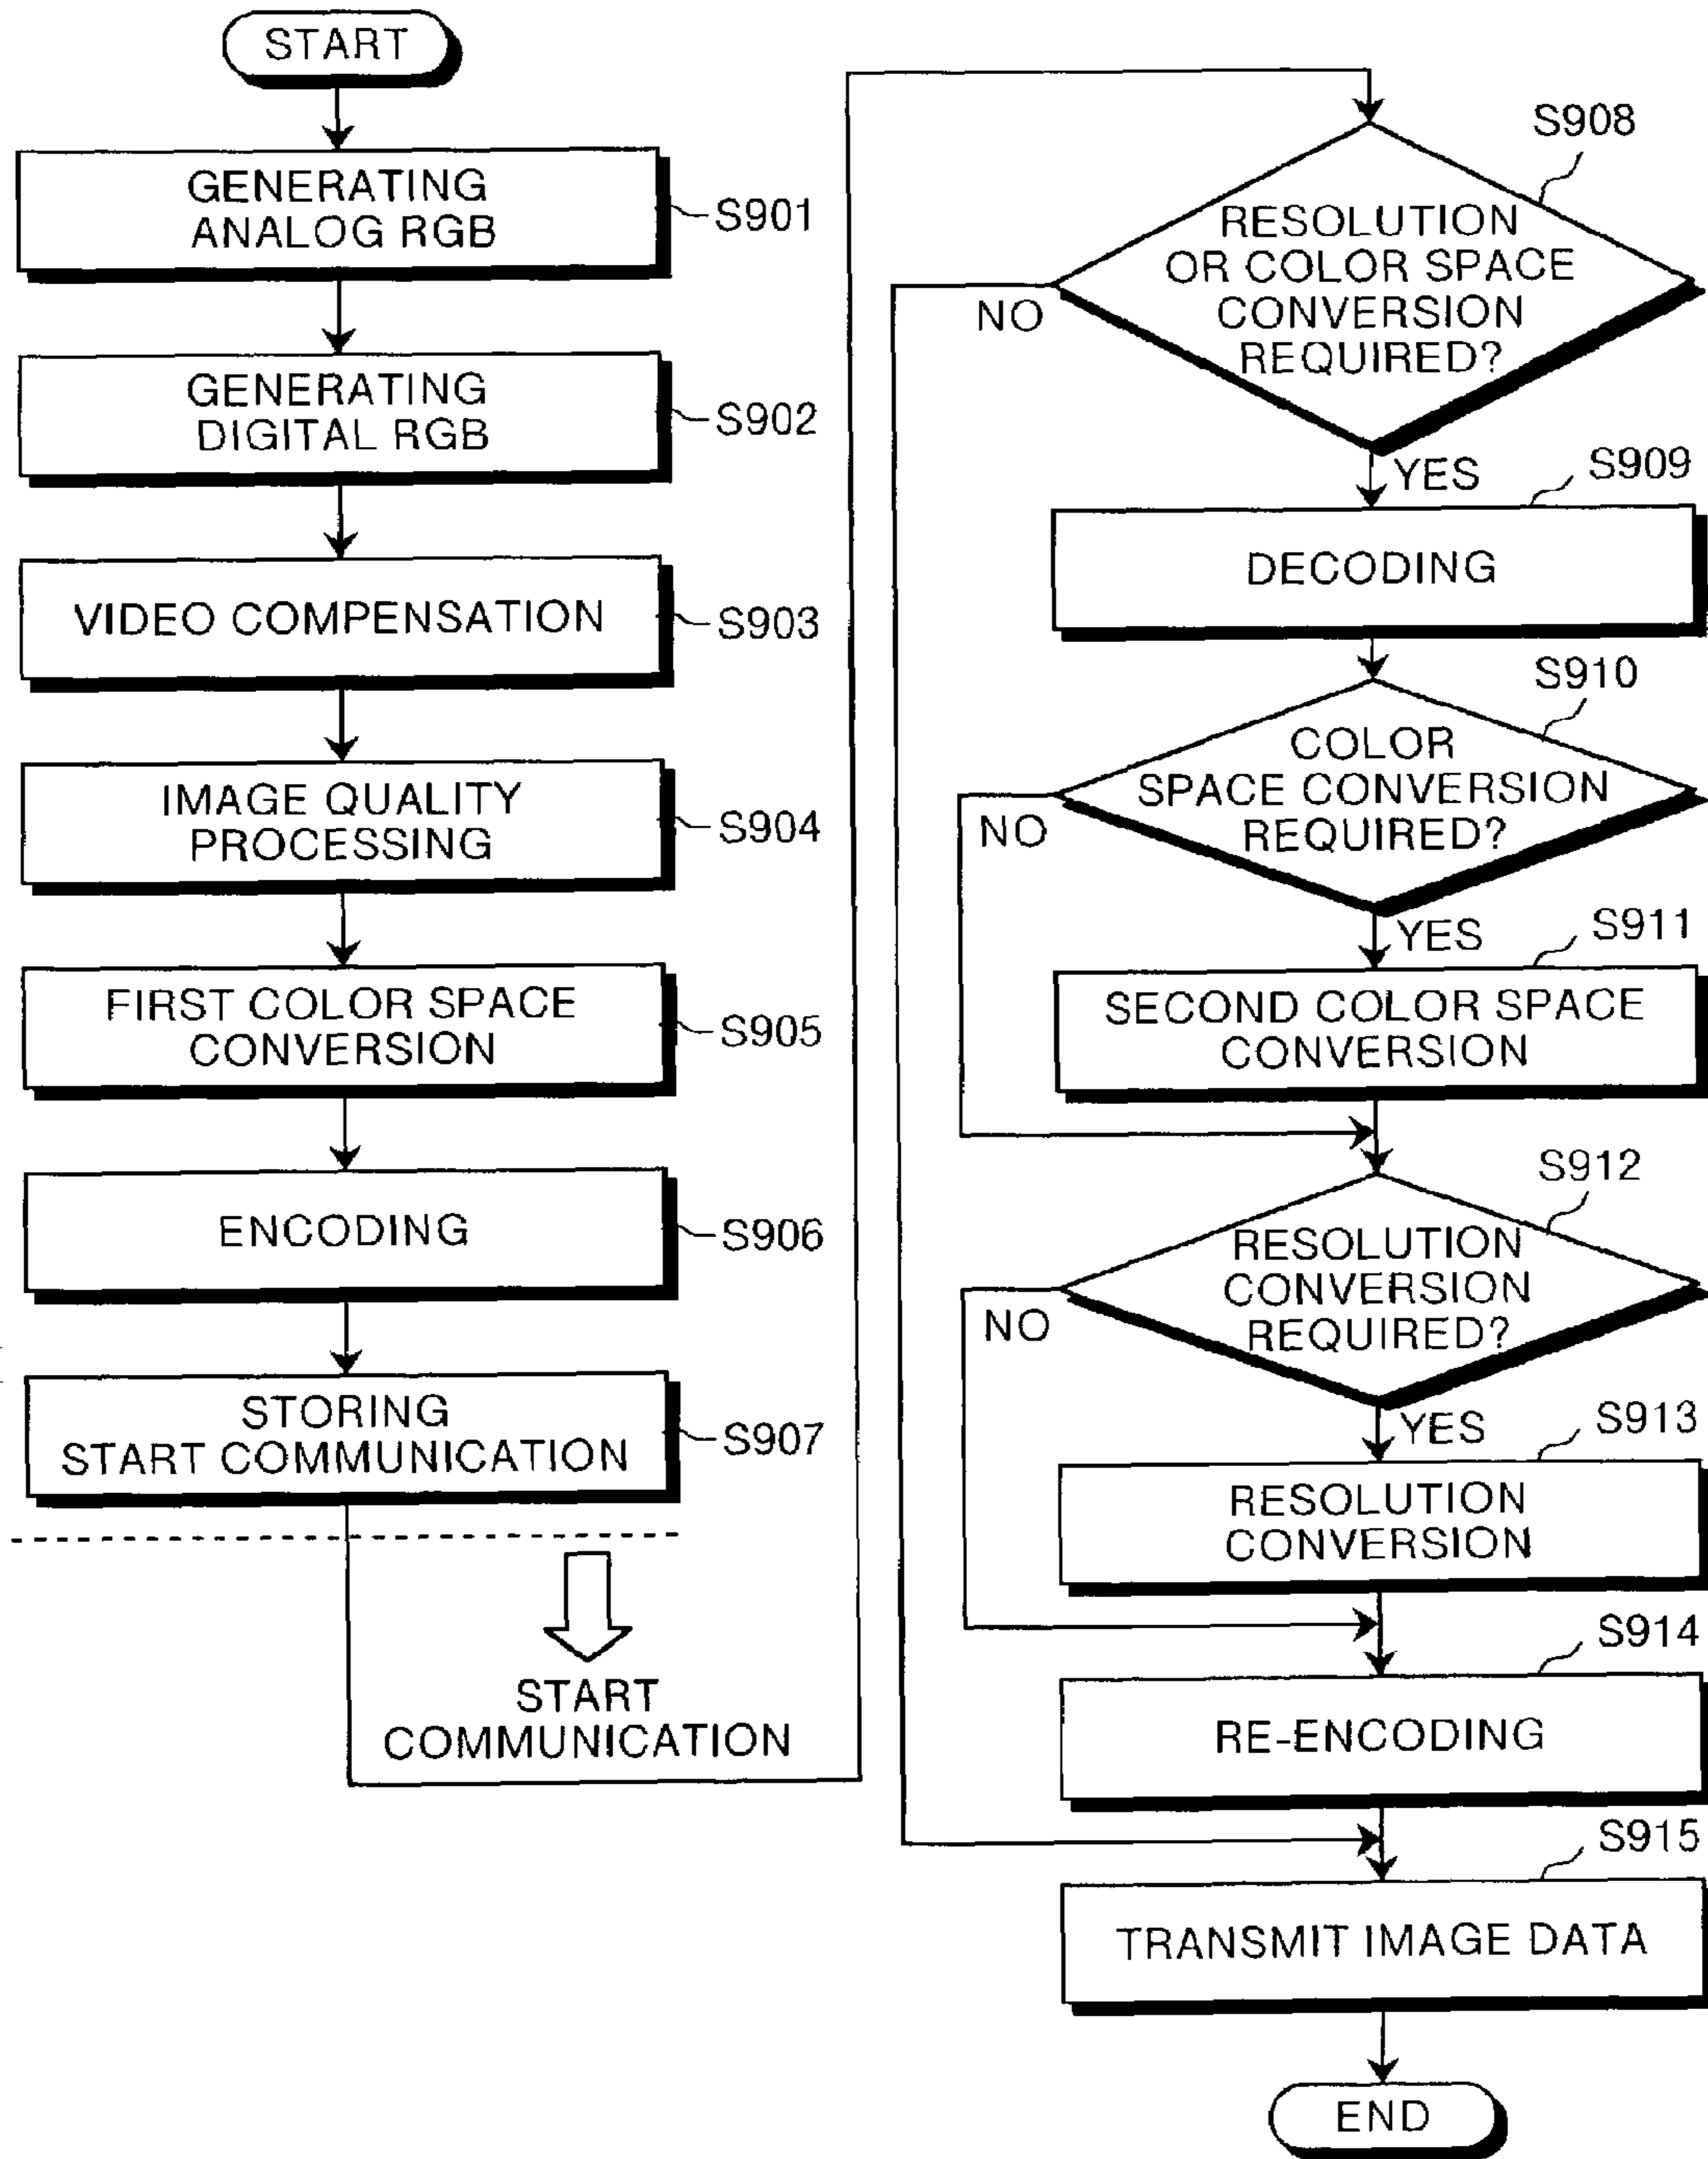 START
GENERATING
ANALOG RGB
S901
GENERATING
DIGITAL RGB
S902
VIDEO COMPENSATION
S903
IMAGE QUALITY
PROCESSING
S904
FIRST COLOR SPACE
CONVERSION
S905
ENCODING
S906
STORING
START COMMUNICATION
S907
START
COMMUNICATION
S908
RESOLUTION
OR COLOR SPACE
CONVERSION
REQUIRED?
NO
YES
S909
DECODING
S910
COLOR
SPACE CONVERSION
REQUIRED?
NO
YES
S911
SECOND COLOR SPACE
CONVERSION
S912
RESOLUTION
CONVERSION
REQUIRED?
NO
YES
S913
RESOLUTION
CONVERSION
S914
RE-ENCODING
S915
TRANSMIT IMAGE DATA
END